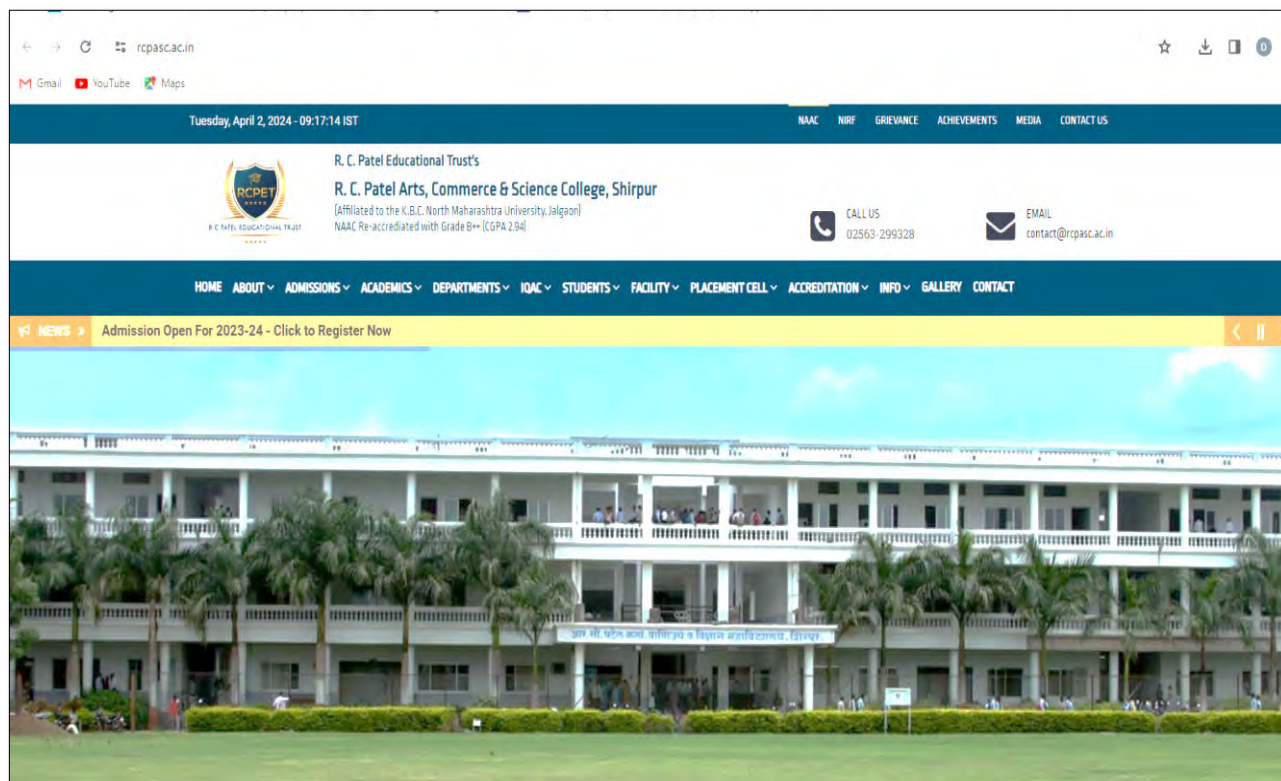 rcpasc.ac.in
Gmail YouTube Maps
D
Tuesday, April 2, 2024 - 09:17:14 IST
NAAC NIRF GRIEVANCE ACHIEVEMENTS MEDIA CONTACT US
RCPET
R C PATEL EDUCATIONAL TRUST
R. C. Patel Educational Trust's
R. C. Patel Arts, Commerce & Science College, Shirpur
(Affiliated to the K.B.C. North Maharashtra University, Jalgaon)
NAAC Re-accredited with Grade B++ (CGPA 2.94)
CALL US
02563-299328
EMAIL
contact@rcpasc.ac.in
HOME ABOUT ADMISSIONS ACADEMICS DEPARTMENTS IQAC STUDENTS FACILITY PLACEMENT CELL ACCREDITATION INFO GALLERY CONTACT
NEWS Admission Open For 2023-24 - Click to Register Now
आर. सी. पटेल कला, वाणिज्य व विज्ञान महाविद्यालय, शिरपूर.